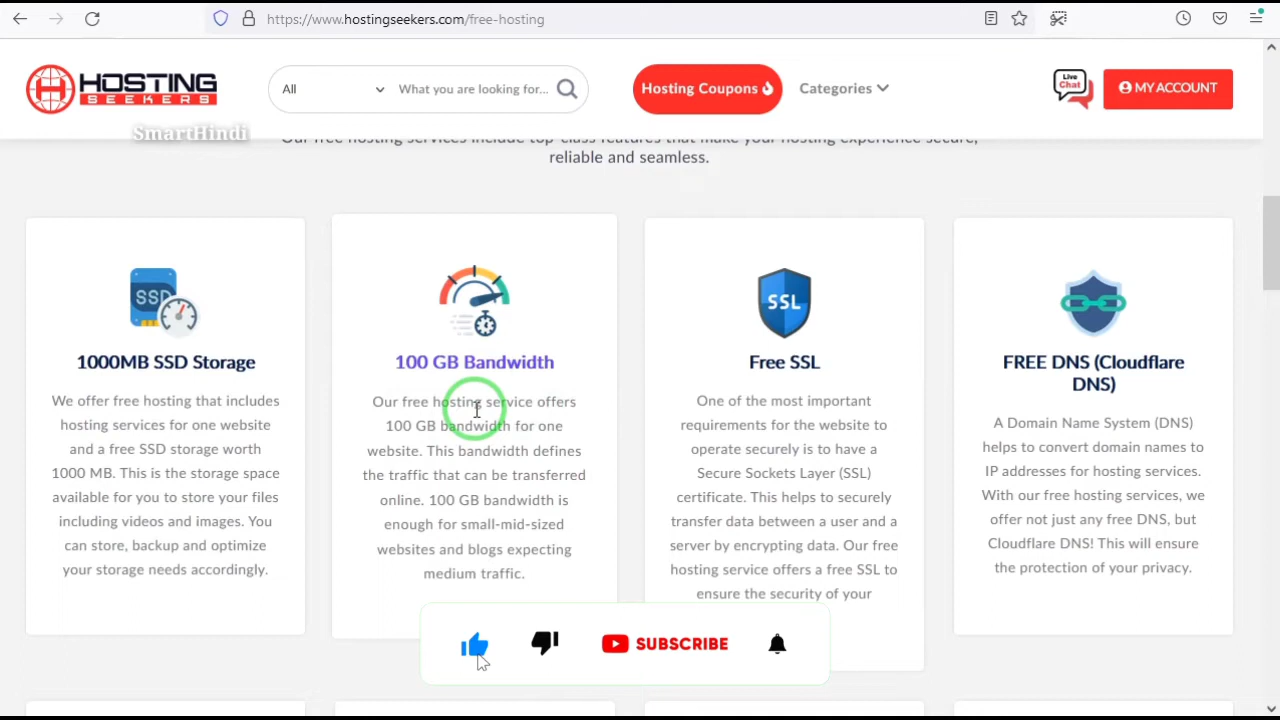 https://www.hostingseekers.com/free-hosting
HOSTING
SEEKERS
All
What you are looking for...
Hosting Coupons
Categories
Live
Chat
MY ACCOUNT
SmartHindi
Our free hosting services include top-class features that make your hosting experience secure,
reliable and seamless.
SSD
1000MB SSD Storage
We offer free hosting that includes
hosting services for one website
and a free SSD storage worth
1000 MB. This is the storage space
available for you to store your files
including videos and images. You
can store, backup and optimize
your storage needs accordingly.
100 GB Bandwidth
Our free hosting service offers
100 GB bandwidth for one
website. This bandwidth defines
the traffic that can be transferred
online. 100 GB bandwidth is
enough for small-mid-sized
websites and blogs expecting
medium traffic.
SSL
Free SSL
One of the most important
requirements for the website to
operate securely is to have a
Secure Sockets Layer (SSL)
certificate. This helps to securely
transfer data between a user and a
server by encrypting data. Our free
hosting service offers a free SSL to
ensure the security of your
FREE DNS (Cloudflare
DNS)
A Domain Name System (DNS)
helps to convert domain names to
IP addresses for hosting services.
With our free hosting services, we
offer not just any free DNS, but
Cloudflare DNS! This will ensure
the protection of your privacy.
SUBSCRIBE